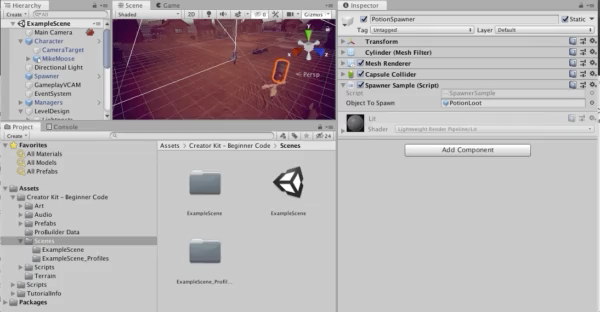 Hierarchy
Create
All
ExampleScene
Main Camera
Character
CameraTarget
MikeMoose
Directional Light
Spawner
GameplayVCAM
EventSystem
Managers
LevelDesign
Scene
Game
Shaded
2D
Gizmos
Persp
Project
Console
Create
24
Favorites
All Materials
All Models
All Prefabs
Assets
Creator Kit - Beginner Code
Art
Audio
Prefabs
ProBuilder Data
Scenes
ExampleScene
ExampleScene_Profiles
Scripts
Terrain
Scripts
TutorialInfo
Packages
Assets > Creator Kit - Beginner Code > Scenes
ExampleScene
ExampleScene
ExampleScene_Profil...
Inspector
PotionSpawner
Static
Tag Untagged
Layer Default
Transform
Cylinder (Mesh Filter)
Mesh Renderer
Capsule Collider
Spawner Sample (Script)
Script SpawnerSample
Object To Spawn PotionLoot
Lit
Shader Lightweight Render Pipeline/Lit
Add Component